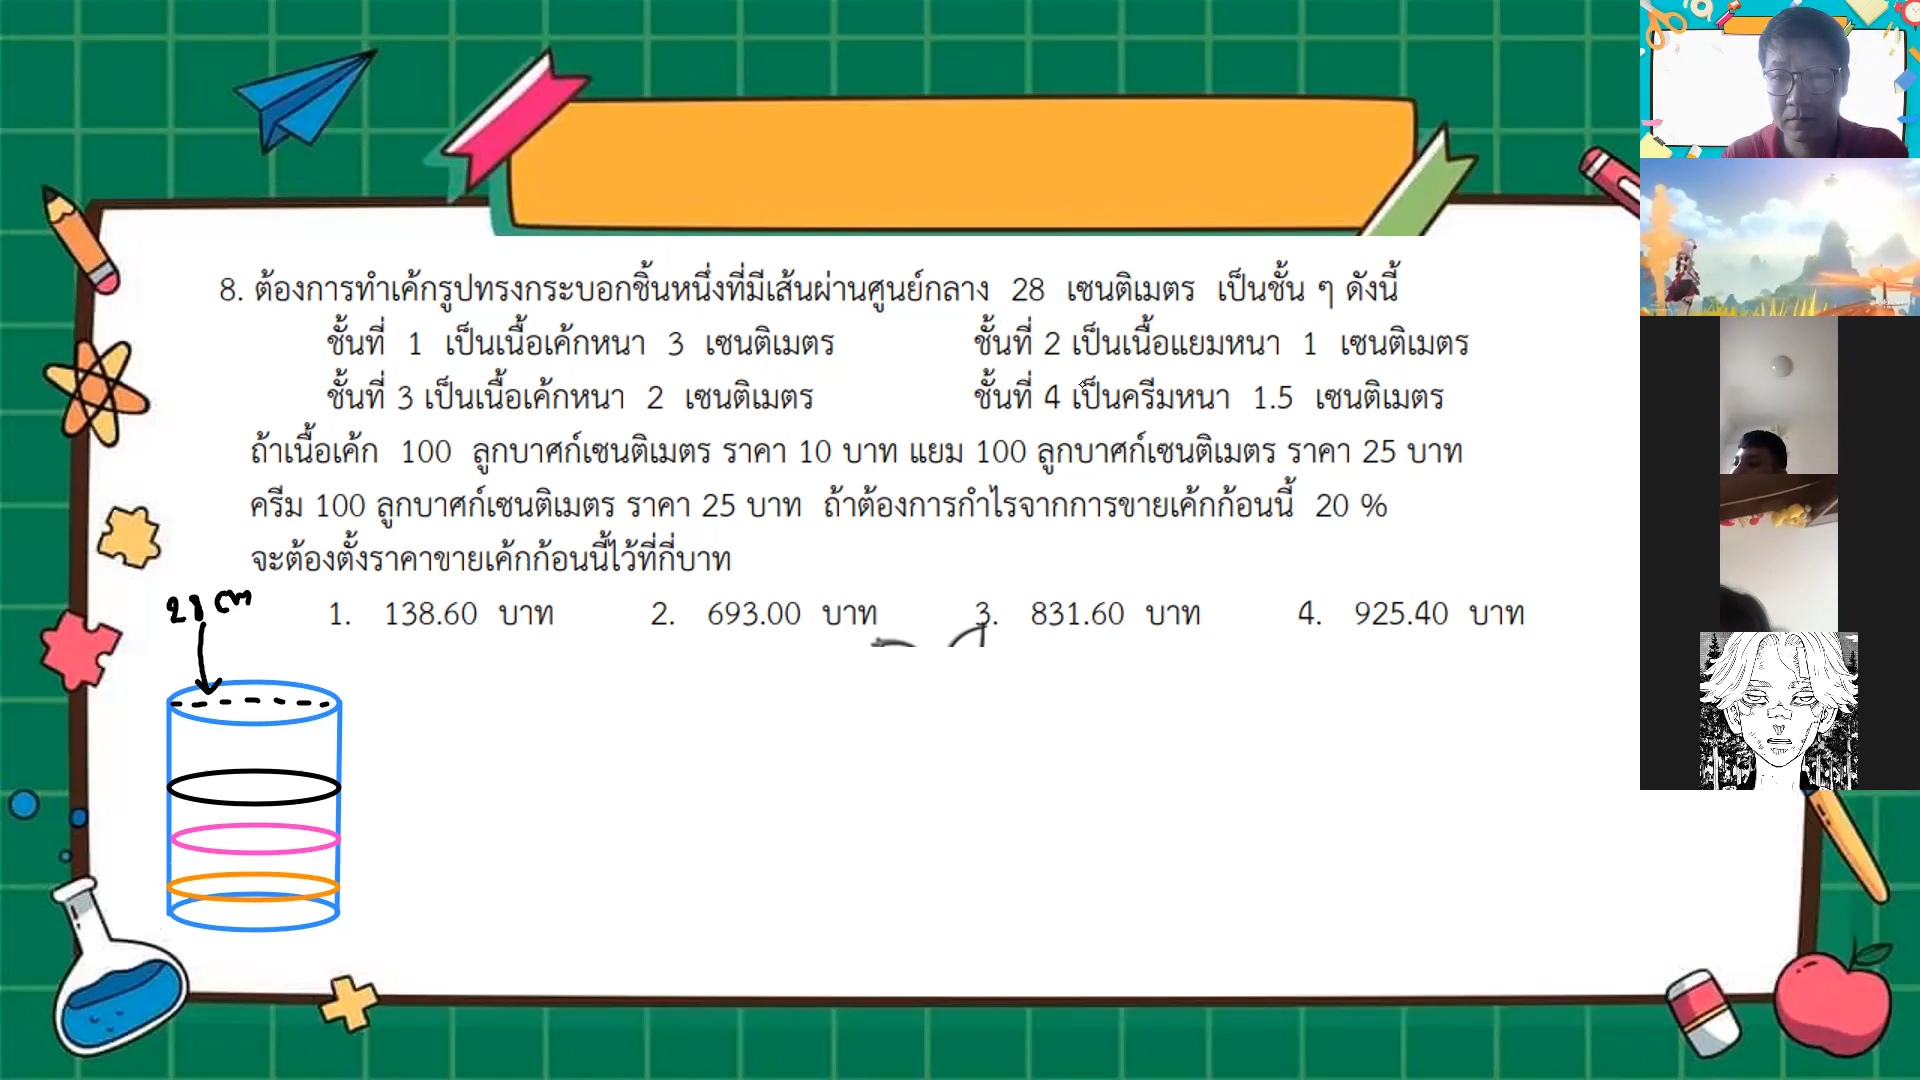 8. ต้องการทำเค้กรูปทรงกระบอกชิ้นหนึ่งที่มีเส้นผ่านศูนย์กลาง 28 เซนติเมตร เป็นชั้น ๆ ดังนี้
ชั้นที่ 1 เป็นเนื้อเค้กหนา 3 เซนติเมตร ชั้นที่ 2 เป็นเนื้อแยมหนา 1 เซนติเมตร
ชั้นที่ 3 เป็นเนื้อเค้กหนา 2 เซนติเมตร ชั้นที่ 4 เป็นครีมหนา 1.5 เซนติเมตร
ถ้าเนื้อเค้ก 100 ลูกบาศก์เซนติเมตร ราคา 10 บาท แยม 100 ลูกบาศก์เซนติเมตร ราคา 25 บาท
ครีม 100 ลูกบาศก์เซนติเมตร ราคา 25 บาท ถ้าต้องการกำไรจากการขายเค้กก้อนนี้ 20 %
จะต้องตั้งราคาขายเค้กก้อนนี้ไว้ที่กี่บาท
1. 138.60 บาท 2. 693.00 บาท 3. 831.60 บาท 4. 925.40 บาท
28 cm